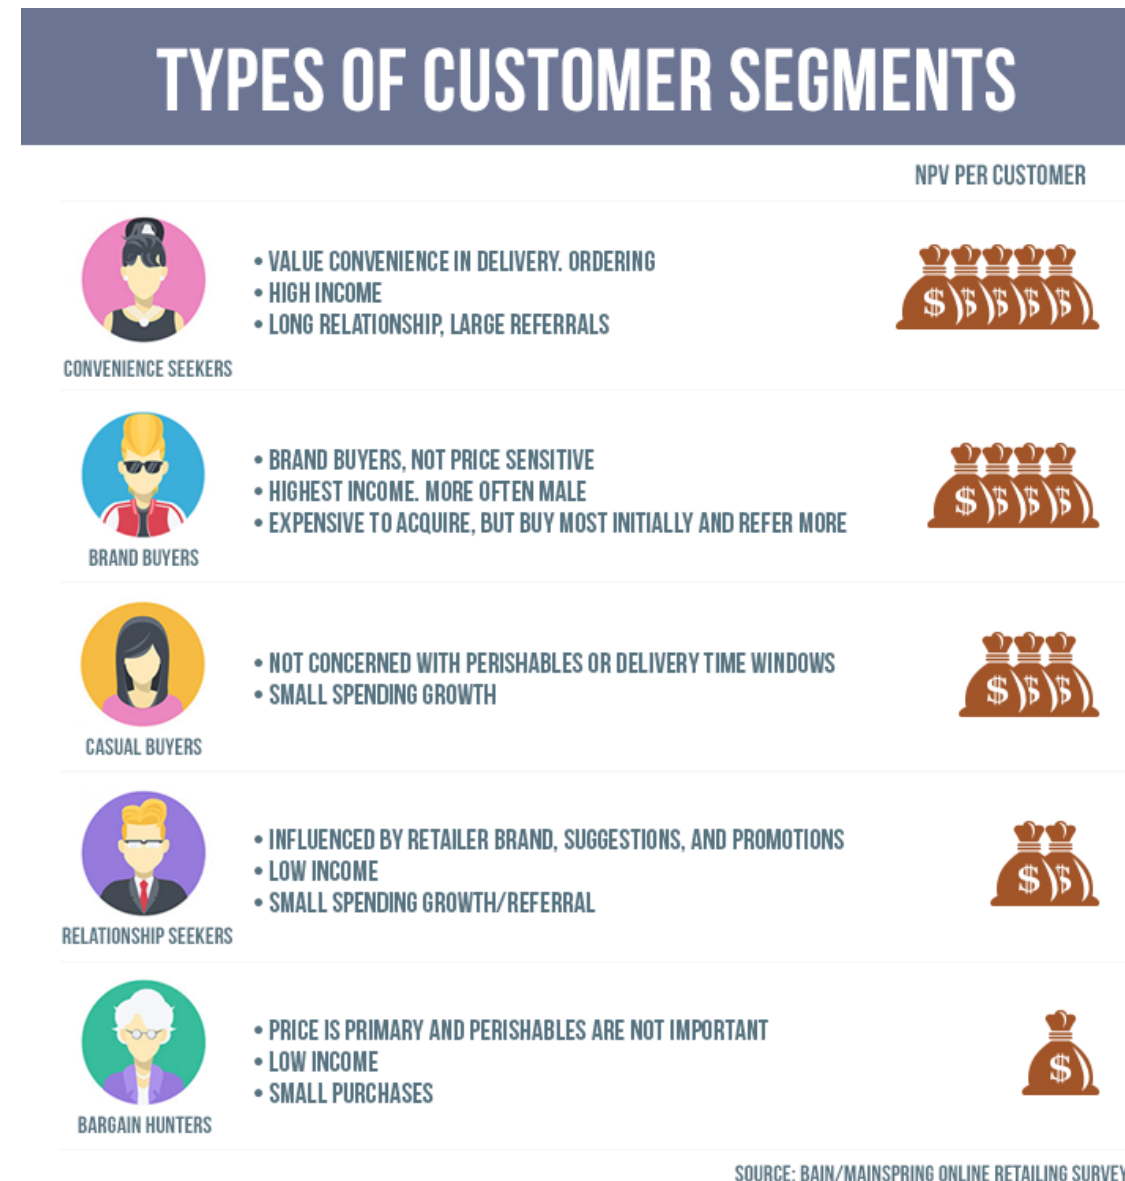 TYPES OF CUSTOMER SEGMENTS
NPV PER CUSTOMER
• VALUE CONVENIENCE IN DELIVERY. ORDERING
• HIGH INCOME
• LONG RELATIONSHIP, LARGE REFERRALS
$ $ $ $ $
CONVENIENCE SEEKERS
• BRAND BUYERS, NOT PRICE SENSITIVE
• HIGHEST INCOME. MORE OFTEN MALE
• EXPENSIVE TO ACQUIRE, BUT BUY MOST INITIALLY AND REFER MORE
$ $ $ $
BRAND BUYERS
• NOT CONCERNED WITH PERISHABLES OR DELIVERY TIME WINDOWS
• SMALL SPENDING GROWTH
$ $ $
CASUAL BUYERS
• INFLUENCED BY RETAILER BRAND, SUGGESTIONS, AND PROMOTIONS
• LOW INCOME
• SMALL SPENDING GROWTH/REFERRAL
$ $
RELATIONSHIP SEEKERS
• PRICE IS PRIMARY AND PERISHABLES ARE NOT IMPORTANT
• LOW INCOME
• SMALL PURCHASES
$
BARGAIN HUNTERS
SOURCE: BAIN/MAINSPRING ONLINE RETAILING SURVEY